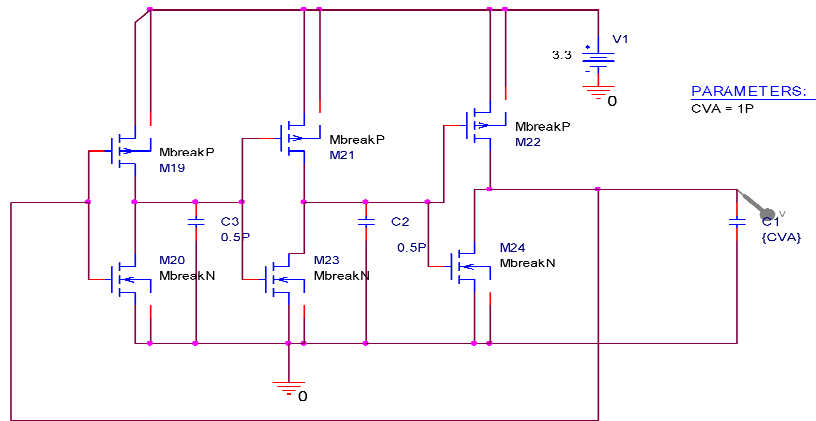 V1
3.3
0
PARAMETERS:
CVA = 1P
MbreakP
M19
MbreakP
M21
MbreakP
M22
C3
0.5P
C2
0.5P
V
C1
{CVA}
M20
MbreakN
M23
MbreakN
M24
MbreakN
0